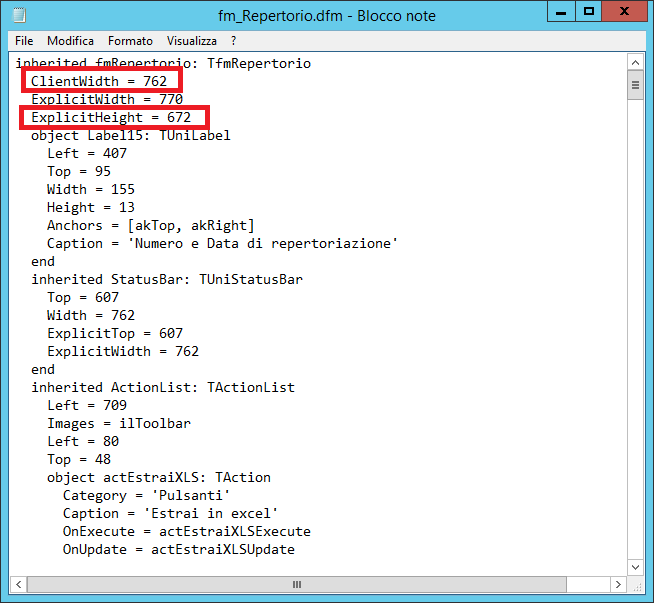 fm_Repertorio.dfm - Blocco note
File Modifica Formato Visualizza ?
inherited fmRepertorio: TfmRepertorio
ClientWidth = 762
ExplicitWidth = 770
ExplicitHeight = 672
object Label15: TUniLabel
Left = 407
Top = 95
Width = 155
Height = 13
Anchors = [akTop, akRight]
Caption = 'Numero e Data di repertoriazione'
end
inherited StatusBar: TUniStatusBar
Top = 607
Width = 762
ExplicitTop = 607
ExplicitWidth = 762
end
inherited ActionList: TActionList
Left = 709
Images = ilToolbar
Left = 80
Top = 48
object actEstraiXLS: TAction
Category = 'Pulsanti'
Caption = 'Estrai in excel'
OnExecute = actEstraiXLSExecute
OnUpdate = actEstraiXLSUpdate